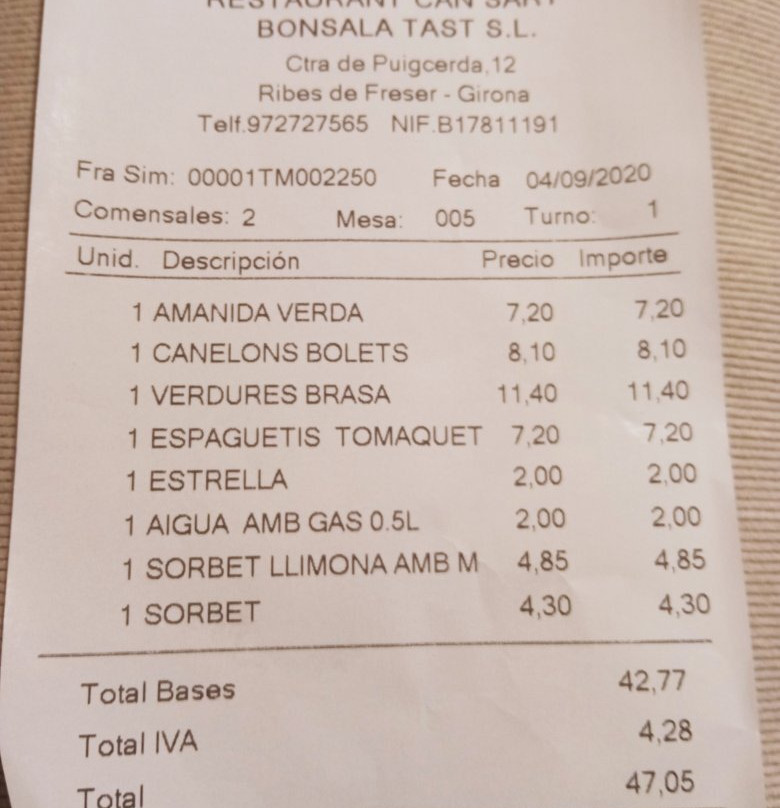 RESTAURANT CAN SART
BONSALA TAST S.L.
Ctra de Puigcerda,12
Ribes de Freser - Girona
Telf.972727565 NIF.B17811191
Fra Sim: 00001TM002250 Fecha 04/09/2020
Comensales: 2 Mesa: 005 Turno: 1
Unid. Descripción Precio Importe
1 AMANIDA VERDA 7,20 7,20
1 CANELONS BOLETS 8,10 8,10
1 VERDURES BRASA 11,40 11,40
1 ESPAGUETIS TOMAQUET 7,20 7,20
1 ESTRELLA 2,00 2,00
1 AIGUA AMB GAS 0.5L 2,00 2,00
1 SORBET LLIMONA AMB M 4,85 4,85
1 SORBET 4,30 4,30
Total Bases 42,77
Total IVA 4,28
Total 47,05